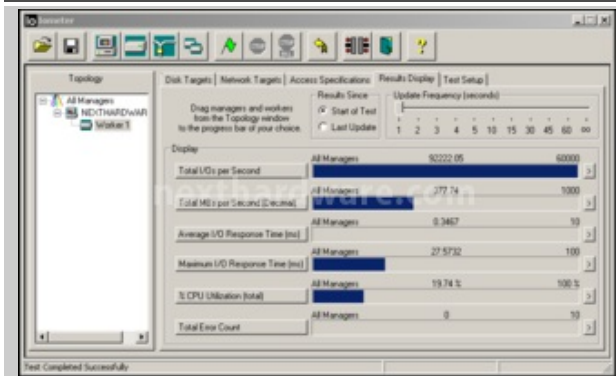 Iometer
Topology
All Managers
NEXTHARDWAR
Worker 1
Disk Targets | Network Targets | Access Specifications | Results Display | Test Setup
Drag managers and workers
from the Topology window
to the progress bar of your choice.
Results Since
Start of Test
Last Update
Update Frequency (seconds)
1 2 3 4 5 10 15 30 45 60 ∞
Display
All Managers 92222.05 60000
Total I/Os per Second
All Managers 377.74 1000
Total MBs per Second (Decimal)
All Managers 0.3467 10
Average I/O Response Time (ms)
All Managers 27.5732 100
Maximum I/O Response Time (ms)
All Managers 19.74 % 100 %
% CPU Utilization (total)
All Managers 0 10
Total Error Count
Test Completed Successfully
nexthardware.com